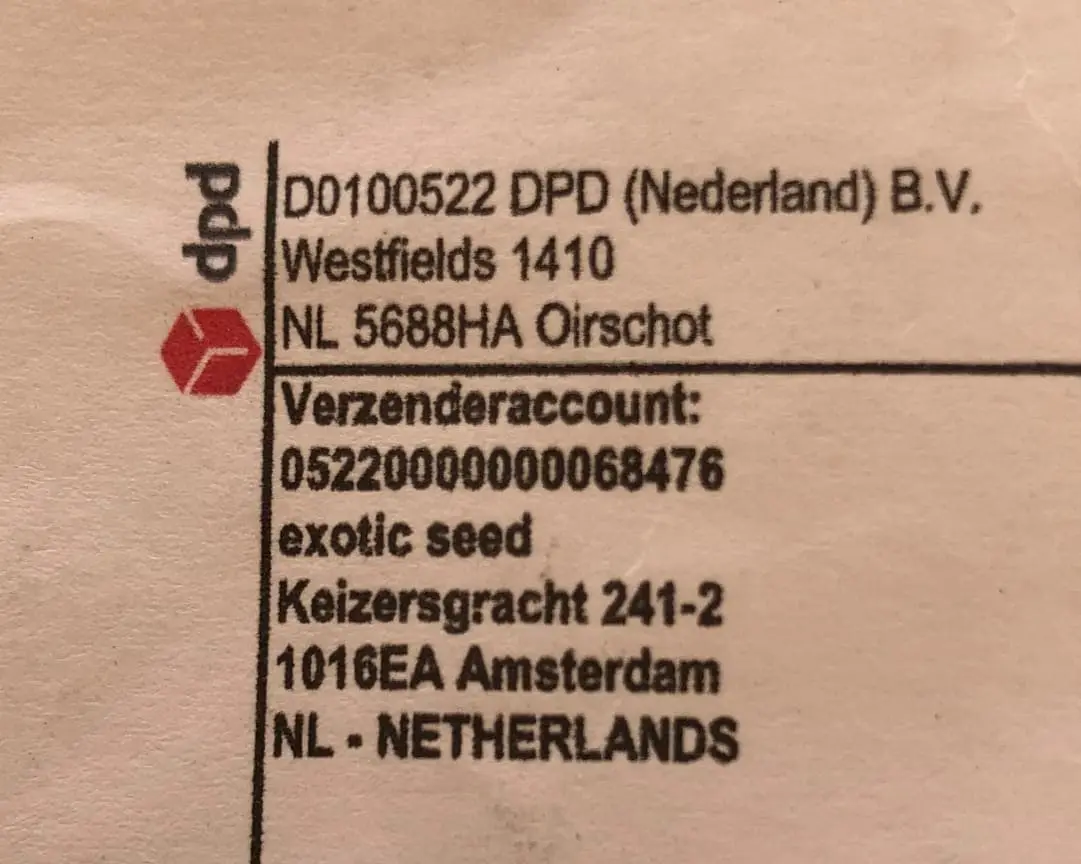 dpd
D0100522 DPD (Nederland) B.V.
Westfields 1410
NL 5688HA Oirschot
Verzenderaccount:
05220000000068476
exotic seed
Keizersgracht 241-2
1016EA Amsterdam
NL - NETHERLANDS